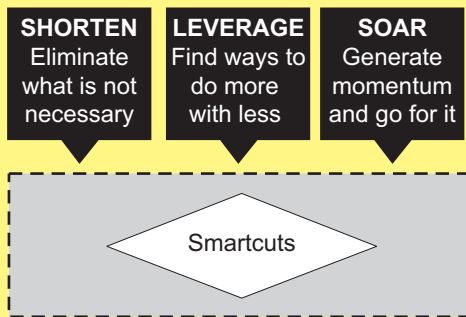 SHORTEN
Eliminate
what is not
necessary
LEVERAGE
Find ways to
do more
with less
SOAR
Generate
momentum
and go for it
Smartcuts